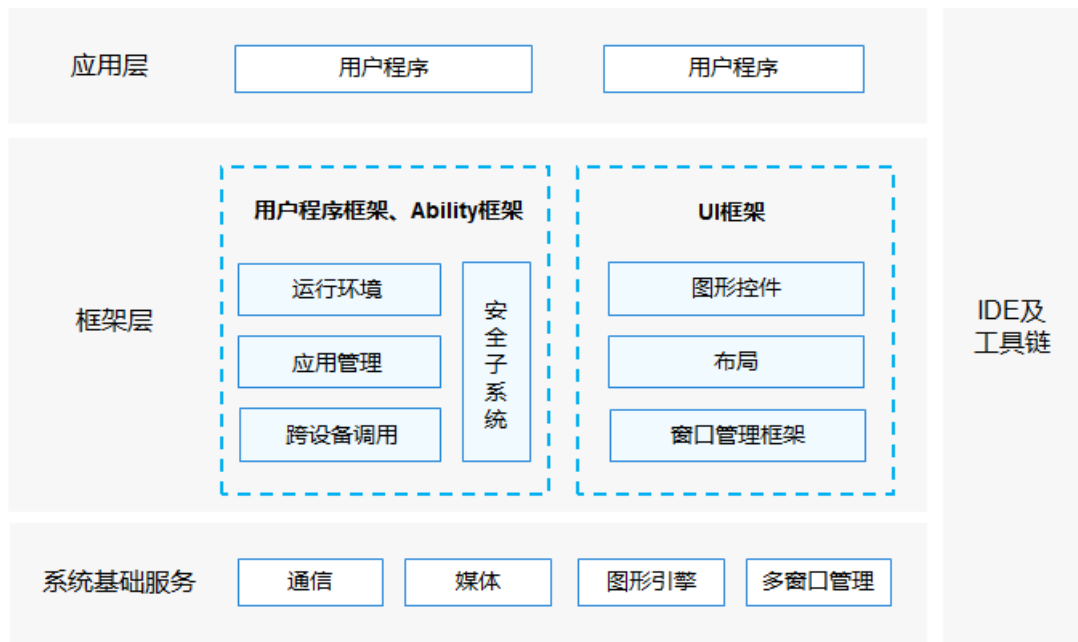 应用层
用户程序
用户程序
框架层
用户程序框架、Ability框架
运行环境
应用管理
跨设备调用
安
全
子
系
统
UI框架
图形控件
布局
窗口管理框架
系统基础服务
通信
媒体
图形引擎
多窗口管理
IDE及
工具链